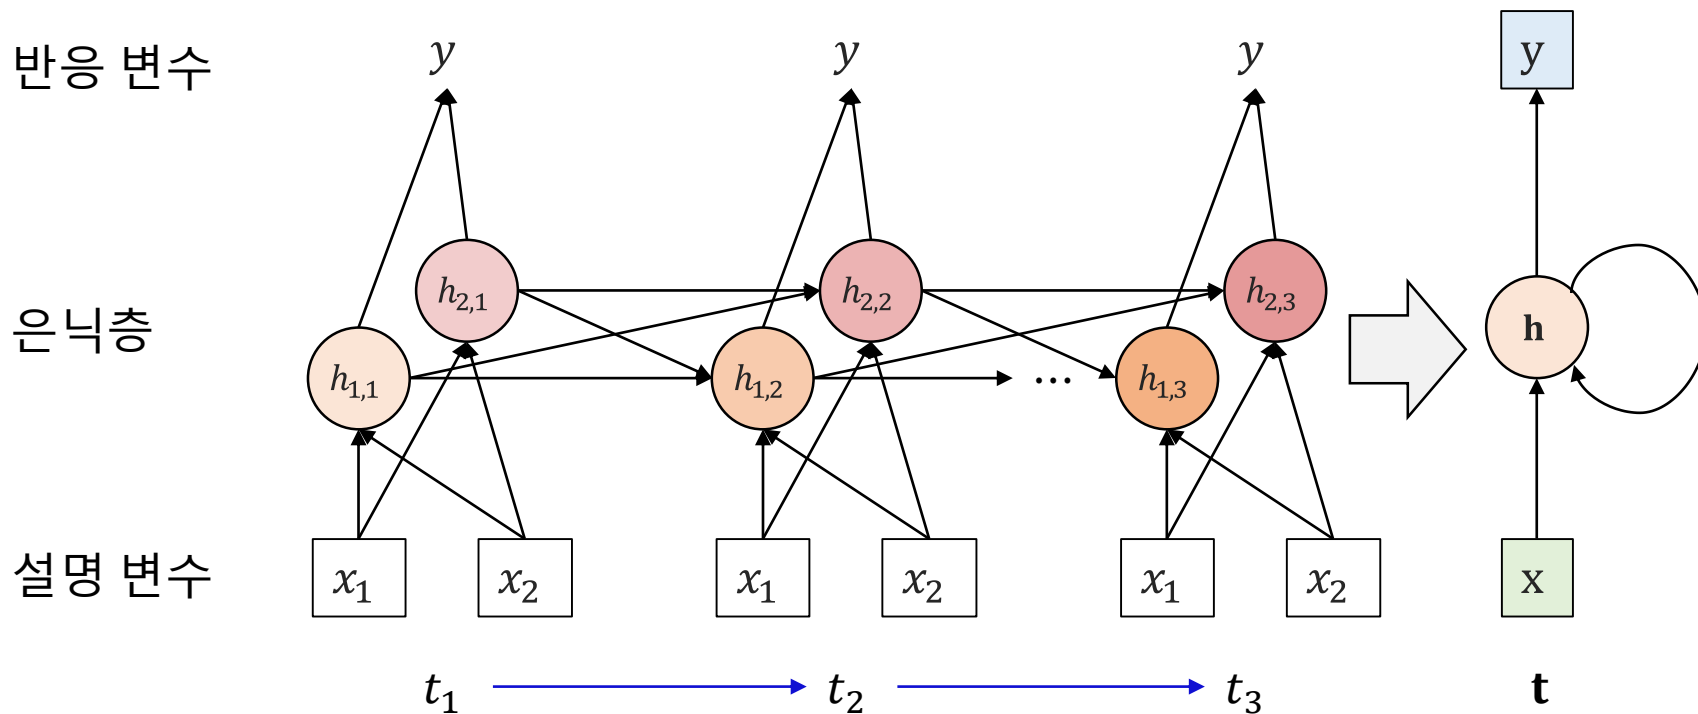 반응 변수 y y y y
은닉층 h2,1 h2,2 h2,3
h1,1 h1,2 ... h1,3 h
설명 변수 x1 x2 x1 x2 x1 x2 x
t1 t2 t3 t